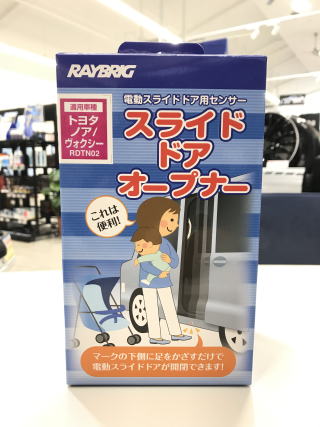 RAYBRIG
適用車種
トヨタ
ノア/
ヴォクシー
RDTN02
電動スライドドア用センサー
スライド
ドア
オープナー
これは
便利!
マークの下側に足をかざすだけで
電動スライドドアが開閉できます!